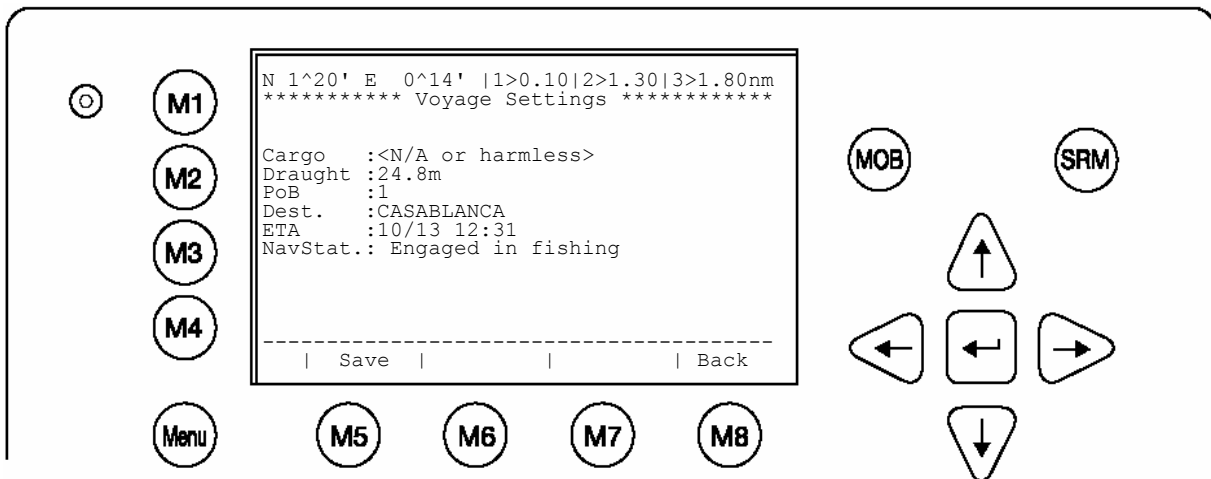 N 1^20' E  0^14' |1>0.10|2>1.30|3>1.80nm
*********** Voyage Settings ************
M1
Cargo   :<N/A or harmless>
MOB
SRM
Draught :24.8m
M2
PoB     :1
Dest.   :CASABLANCA
ETA     :10/13 12:31
NavStat.: Engaged in fishing
M3
M4
----------------------------------------
| Save |         |         | Back
Menu
M5
M6
M7
M8